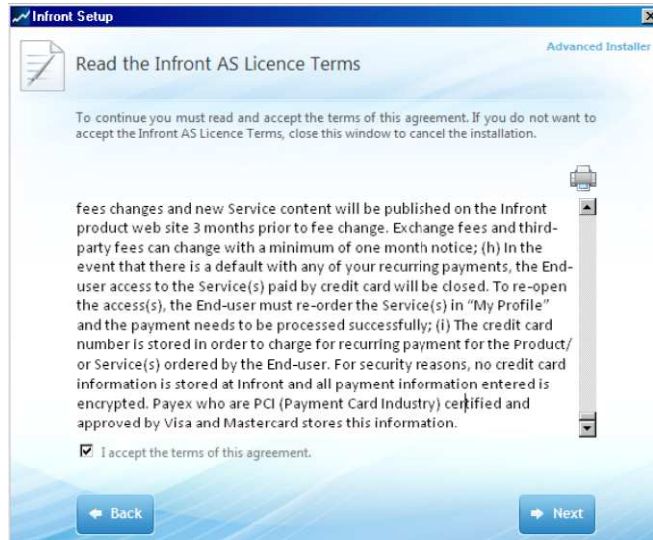 Infront Setup
Advanced Installer
Read the Infront AS Licence Terms
To continue you must read and accept the terms of this agreement. If you do not want to
accept the Infront AS Licence Terms, close this window to cancel the installation.
fees changes and new Service content will be published on the Infront
product web site 3 months prior to fee change. Exchange fees and third-
party fees can change with a minimum of one month notice; (h) In the
event that there is a default with any of your recurring payments, the End-
user access to the Service(s) paid by credit card will be closed. To re-open
the access(s), the End-user must re-order the Service(s) in “My Profile”
and the payment needs to be processed successfully; (i) The credit card
number is stored in order to charge for recurring payment for the Product/
or Service(s) ordered by the End-user. For security reasons, no credit card
information is stored at Infront and all payment information entered is
encrypted. Payex who are PCI (Payment Card Industry) certified and
approved by Visa and Mastercard stores this information.
I accept the terms of this agreement.
Back
Next